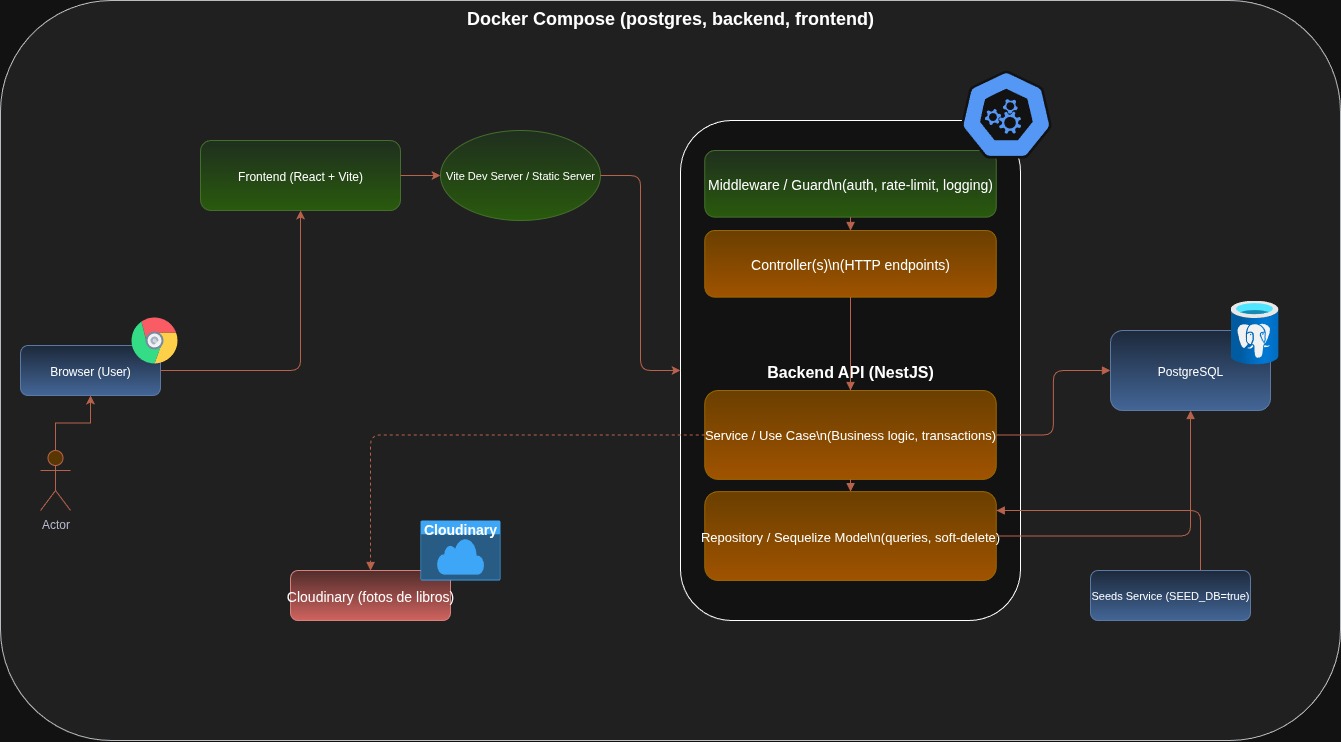 Docker Compose (postgres, backend, frontend)
Frontend (React + Vite)
Vite Dev Server / Static Server
Middleware / Guard\n(auth, rate-limit, logging)
Controller(s)\n(HTTP endpoints)
Browser (User)
Backend API (NestJS)
PostgreSQL
Service / Use Case\n(Business logic, transactions)
Actor
Cloudinary
Repository / Sequelize Model\n(queries, soft-delete)
Cloudinary (fotos de libros)
Seeds Service (SEED_DB=true)